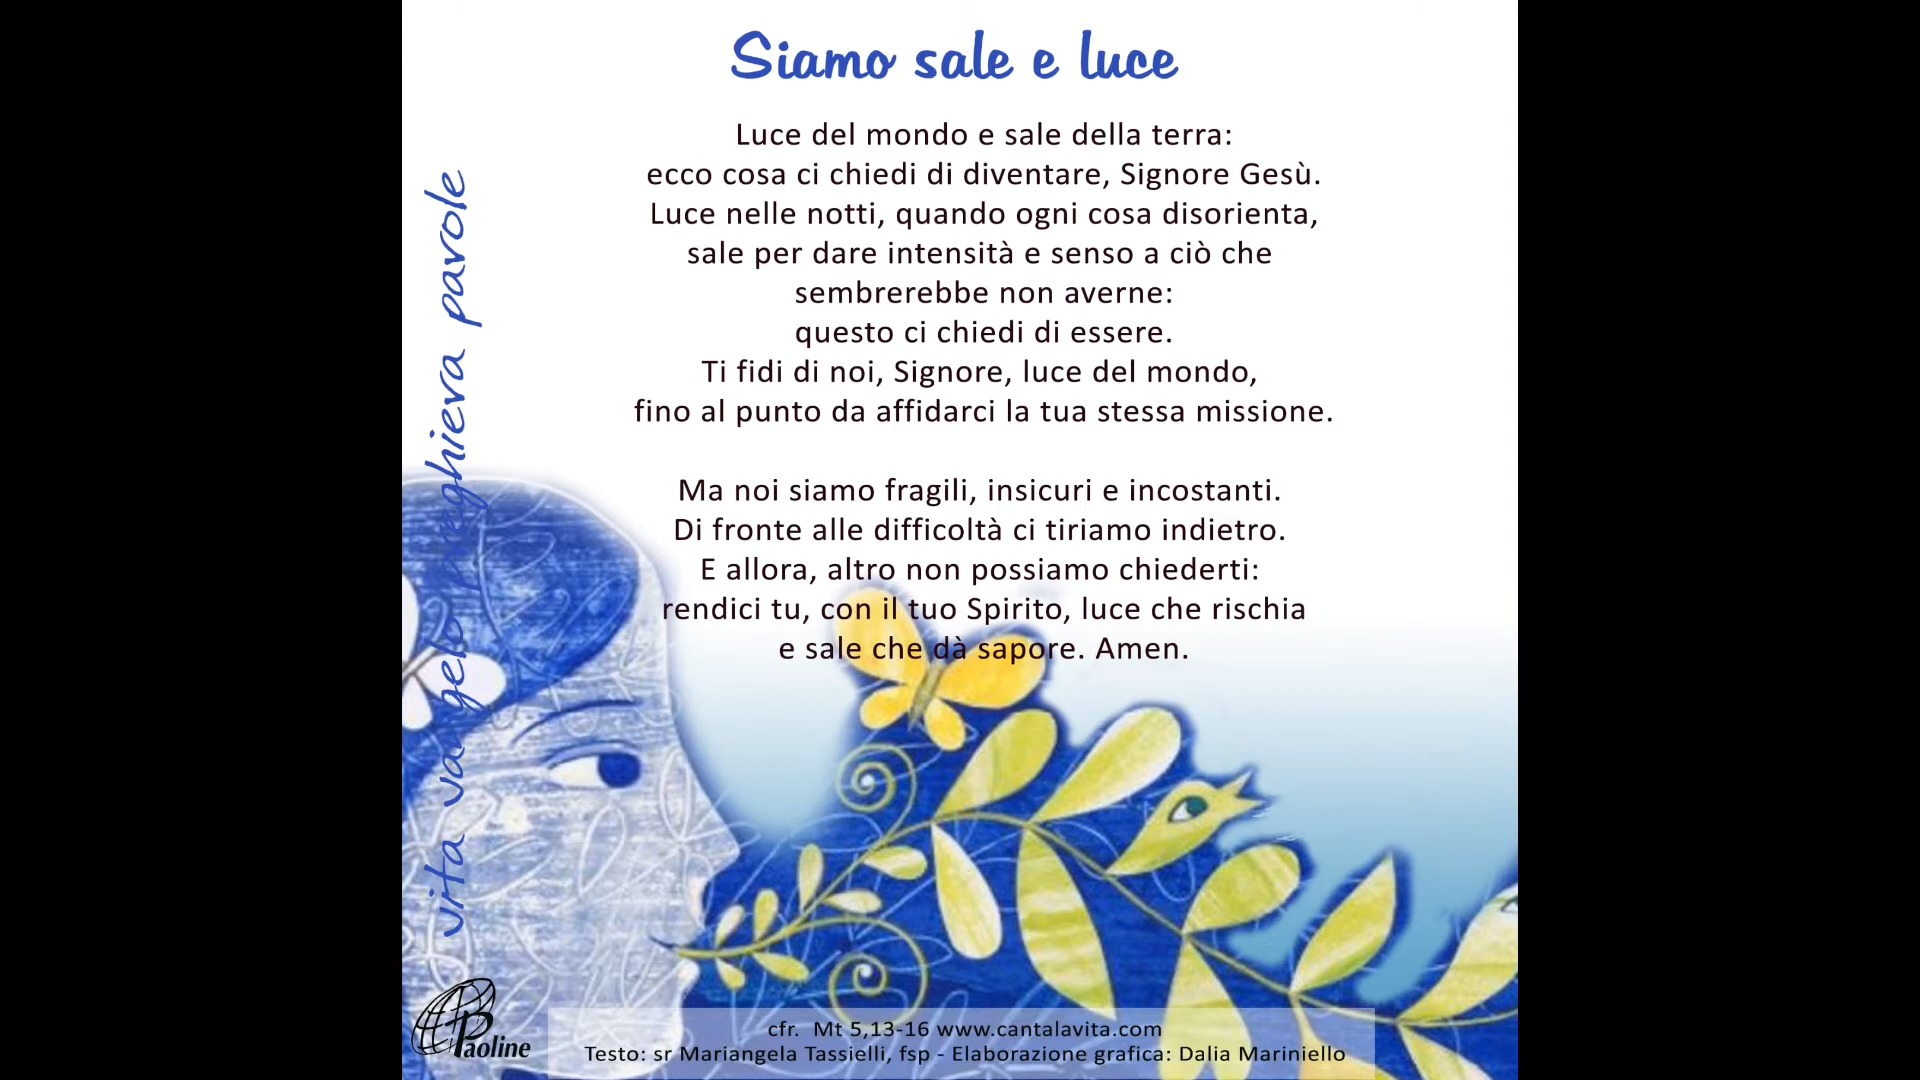 Siamo sale e luce
Luce del mondo e sale della terra:
ecco cosa ci chiedi di diventare, Signore Gesù.
Luce nelle notti, quando ogni cosa disorienta,
sale per dare intensità e senso a ciò che
sembrerebbe non averne:
questo ci chiedi di essere.
Ti fidi di noi, Signore, luce del mondo,
fino al punto da affidarci la tua stessa missione.
Ma noi siamo fragili, insicuri e incostanti.
Di fronte alle difficoltà ci tiriamo indietro.
E allora, altro non possiamo chiederti:
rendici tu, con il tuo Spirito, luce che rischia
e sale che dà sapore. Amen.
vita vangelo preghiera parole
Paoline
cfr. Mt 5,13-16 www.cantalavita.com
Testo: sr Mariangela Tassielli, fsp - Elaborazione grafica: Dalia Mariniello